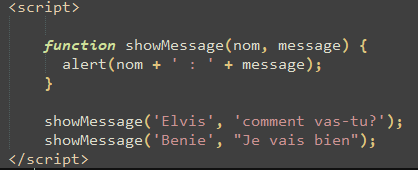 <script>
function showMessage(nom, message) {
alert(nom + ' : ' + message);
}
showMessage('Elvis', 'comment vas-tu?');
showMessage('Benie', "Je vais bien");
</script>